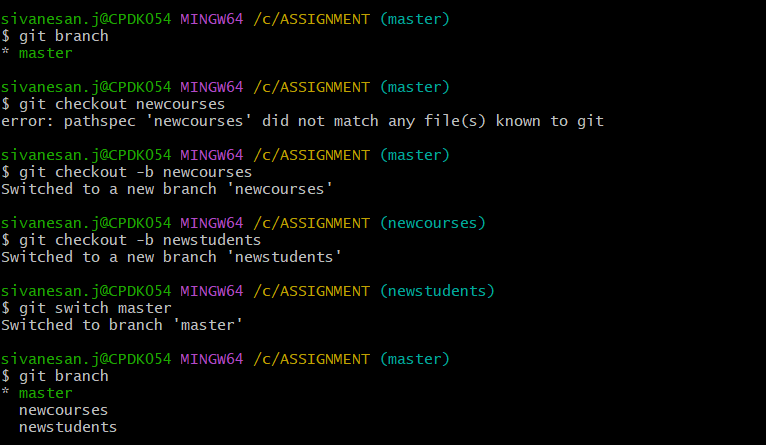 sivanesan.j@CPDK054 MINGW64 /c/ASSIGNMENT (master)
$ git branch
* master
sivanesan.j@CPDK054 MINGW64 /c/ASSIGNMENT (master)
$ git checkout newcourses
error: pathspec 'newcourses' did not match any file(s) known to git
sivanesan.j@CPDK054 MINGW64 /c/ASSIGNMENT (master)
$ git checkout -b newcourses
Switched to a new branch 'newcourses'
sivanesan.j@CPDK054 MINGW64 /c/ASSIGNMENT (newcourses)
$ git checkout -b newstudents
Switched to a new branch 'newstudents'
sivanesan.j@CPDK054 MINGW64 /c/ASSIGNMENT (newstudents)
$ git switch master
Switched to branch 'master'
sivanesan.j@CPDK054 MINGW64 /c/ASSIGNMENT (master)
$ git branch
* master
  newcourses
  newstudents